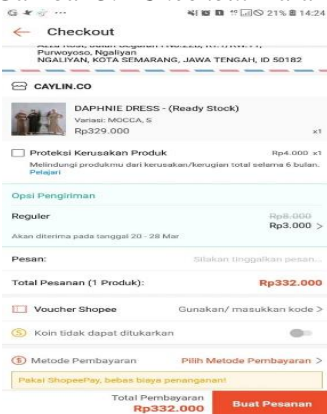 21% 14:24
Checkout
Purwoyoso, Ngaliyan
NGALIYAN, KOTA SEMARANG, JAWA TENGAH, ID 50182
CAYLIN.CO
DAPHNIE DRESS - (Ready Stock)
Variasi: MOCCA, S
Rp329.000 x1
Proteksi Kerusakan Produk Rp4.000 x1
Melindungi produkmu dari kerusakan/kerugian total selama 6 bulan.
Pelajari
Opsi Pengiriman
Reguler Rp8.000
Rp3.000 >
Akan diterima pada tanggal 20 - 28 Mar
Pesan: Silakan tinggalkan pesan...
Total Pesanan (1 Produk): Rp332.000
Voucher Shopee Gunakan/ masukkan kode >
Koin tidak dapat ditukarkan
Metode Pembayaran Pilih Metode Pembayaran >
Pakai ShopeePay, bebas biaya penanganan!
Total Pembayaran
Rp332.000
Buat Pesanan